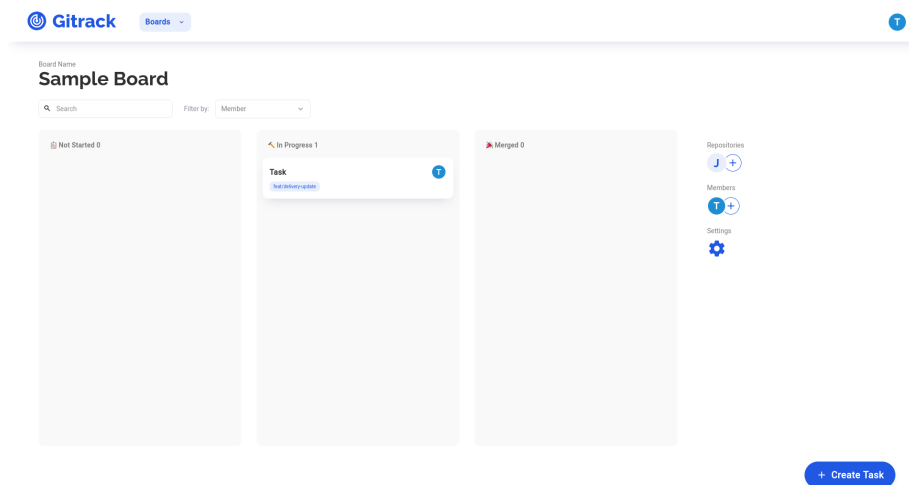 Gitrack
Boards
T
Board Name
Sample Board
Search
Filter by:
Member
Not Started 0
In Progress 1
Merged 0
Task
T
feat/delivery-update
Repositories
J
Members
T
Settings
+ Create Task